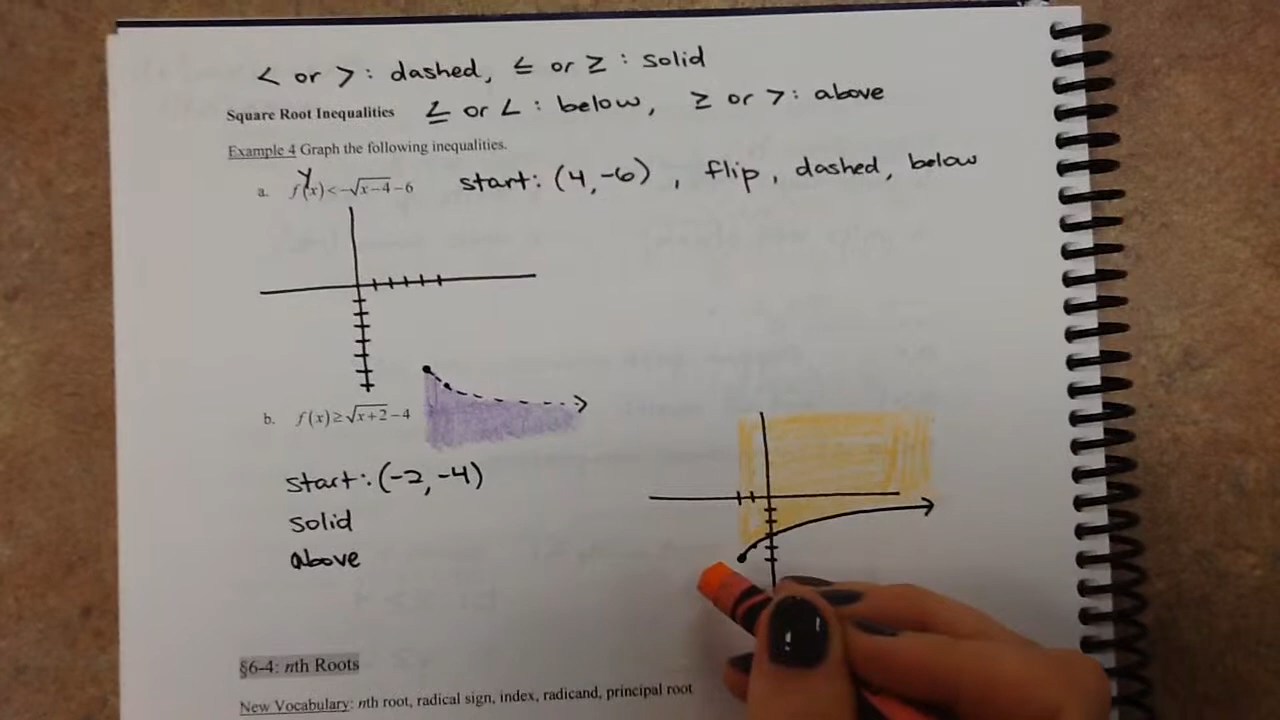 < or > : dashed, ≤ or ≥ : solid
Square Root Inequalities ≤ or < : below, ≥ or > : above
Example 4 Graph the following inequalities.
a. f(x) < -√x-4 - 6 start: (4,-6), flip, dashed, below
y
b. f(x) ≥ √x+2 - 4
start: (-2,-4)
solid
above
§6-4: nth Roots
New Vocabulary: nth root, radical sign, index, radicand, principal root